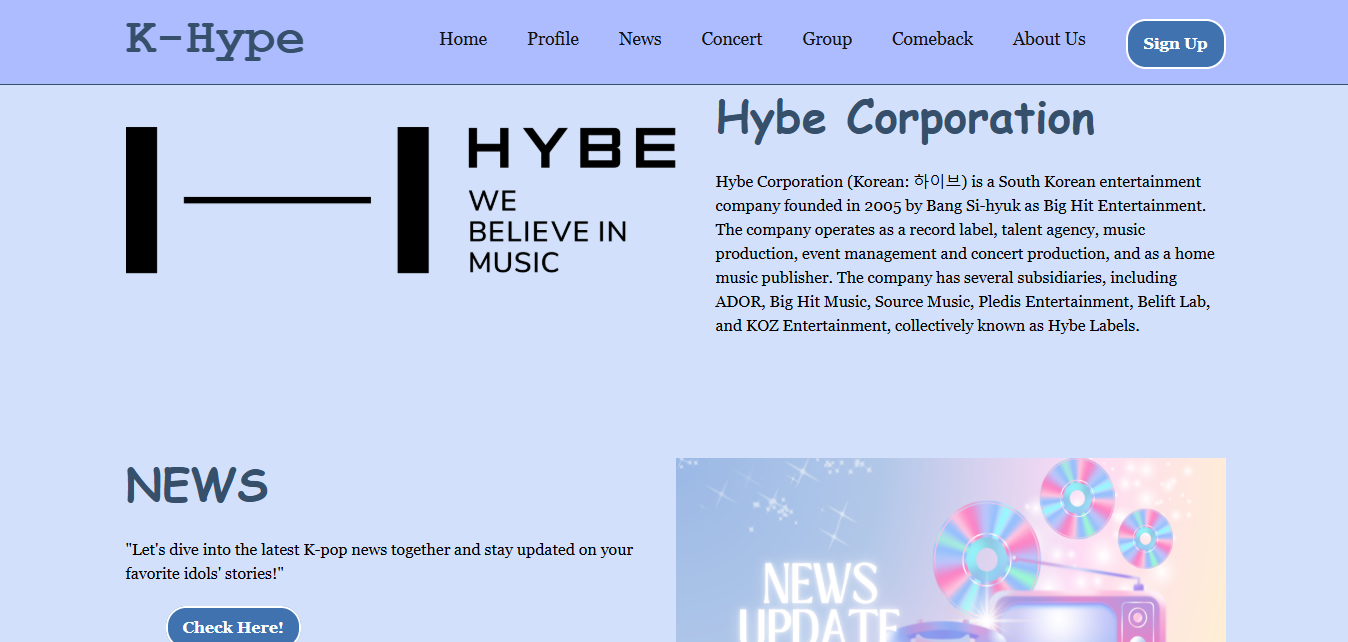 K-Hype
Home
Profile
News
Concert
Group
Comeback
About Us
Sign Up
HYBE
WE
BELIEVE IN
MUSIC
Hybe Corporation
Hybe Corporation (Korean: 하이브) is a South Korean entertainment
company founded in 2005 by Bang Si-hyuk as Big Hit Entertainment.
The company operates as a record label, talent agency, music
production, event management and concert production, and as a home
music publisher. The company has several subsidiaries, including
ADOR, Big Hit Music, Source Music, Pledis Entertainment, Belift Lab,
and KOZ Entertainment, collectively known as Hybe Labels.
NEWS
"Let's dive into the latest K-pop news together and stay updated on your
favorite idols' stories!"
Check Here!
NEWS
UPDATE